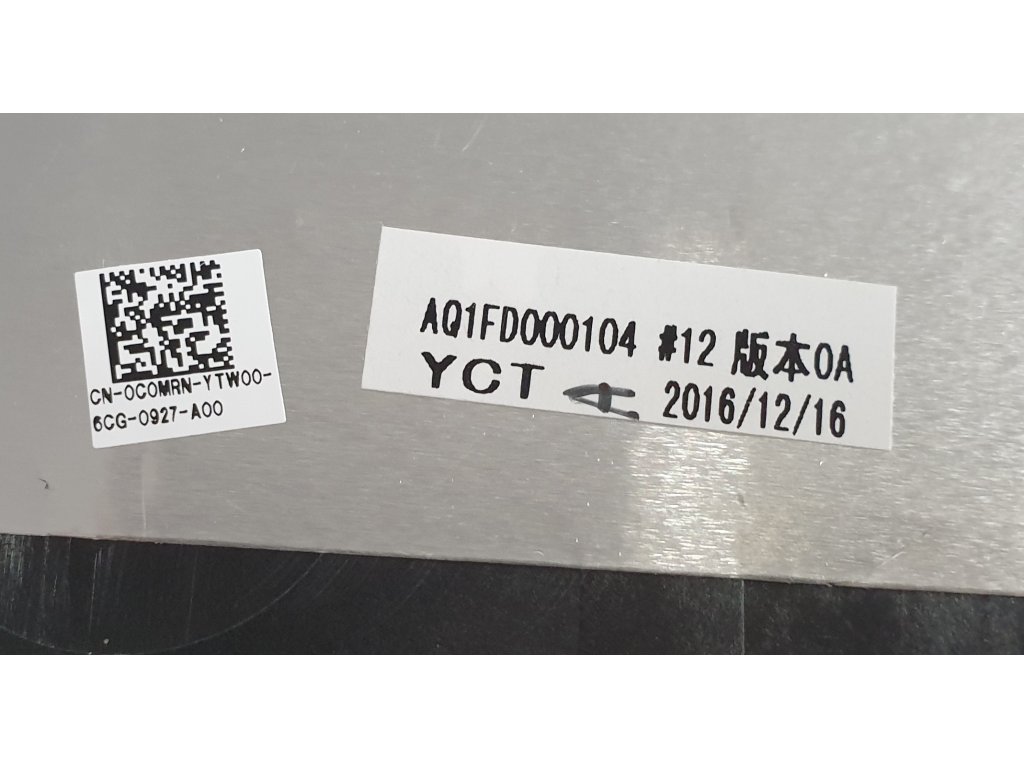 CN-0C0MRN-YTW00-
6CG-0927-A00
AQ1FD000104 #12 版本0A
YCT 2016/12/16